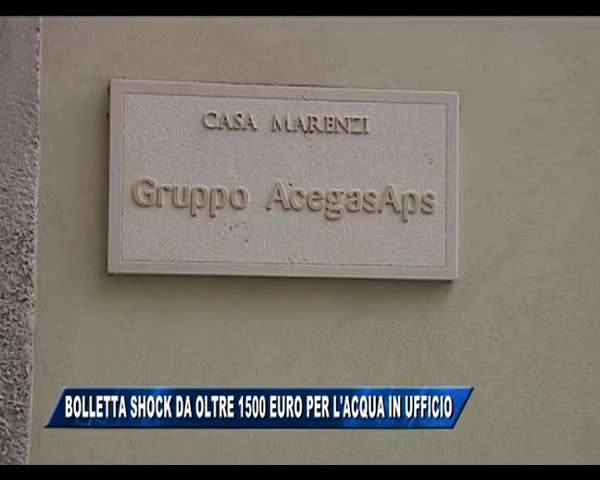 CASA MARENZI
Gruppo AcegasAps
BOLLETTA SHOCK DA OLTRE 1500 EURO PER L'ACQUA IN UFFICIO